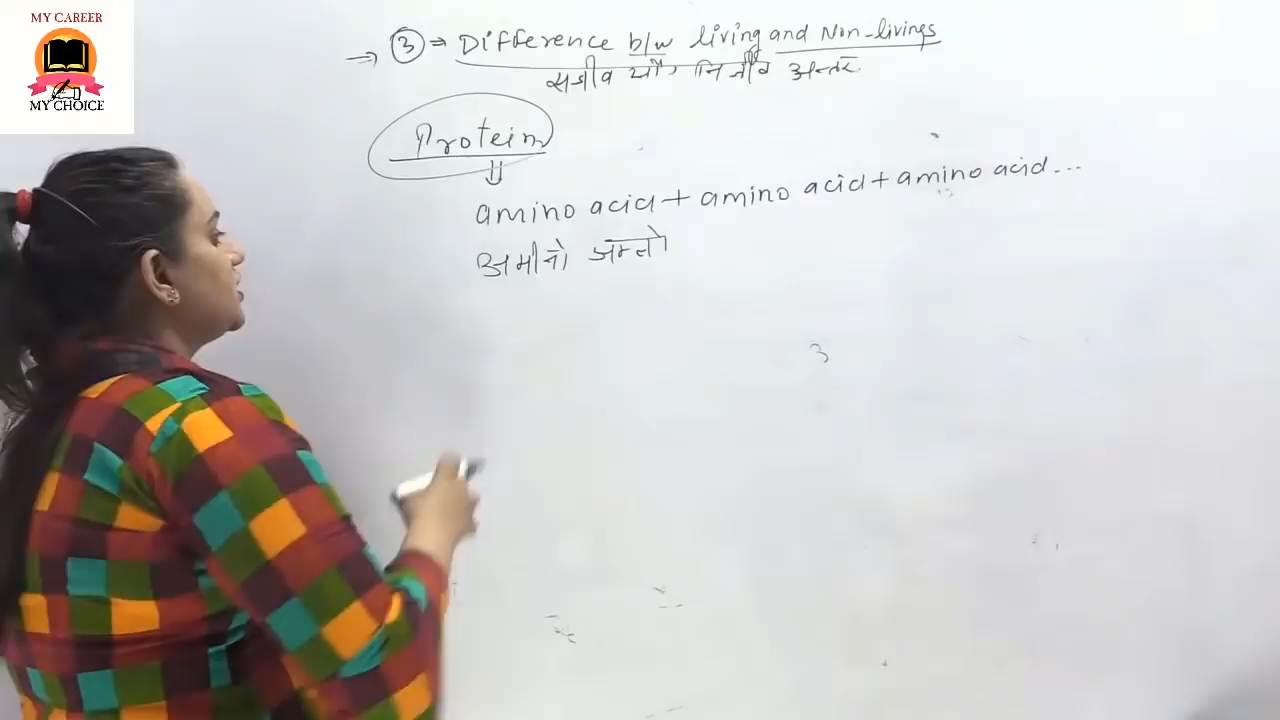 MY CAREER
MY CHOICE
→ ③ ⇒ Difference b/w living and Non-livings
सजीव और निर्जीव अन्तर
Protein
⇓
amino acid + amino acid + amino acid ...
अमीनो अम्लो
3